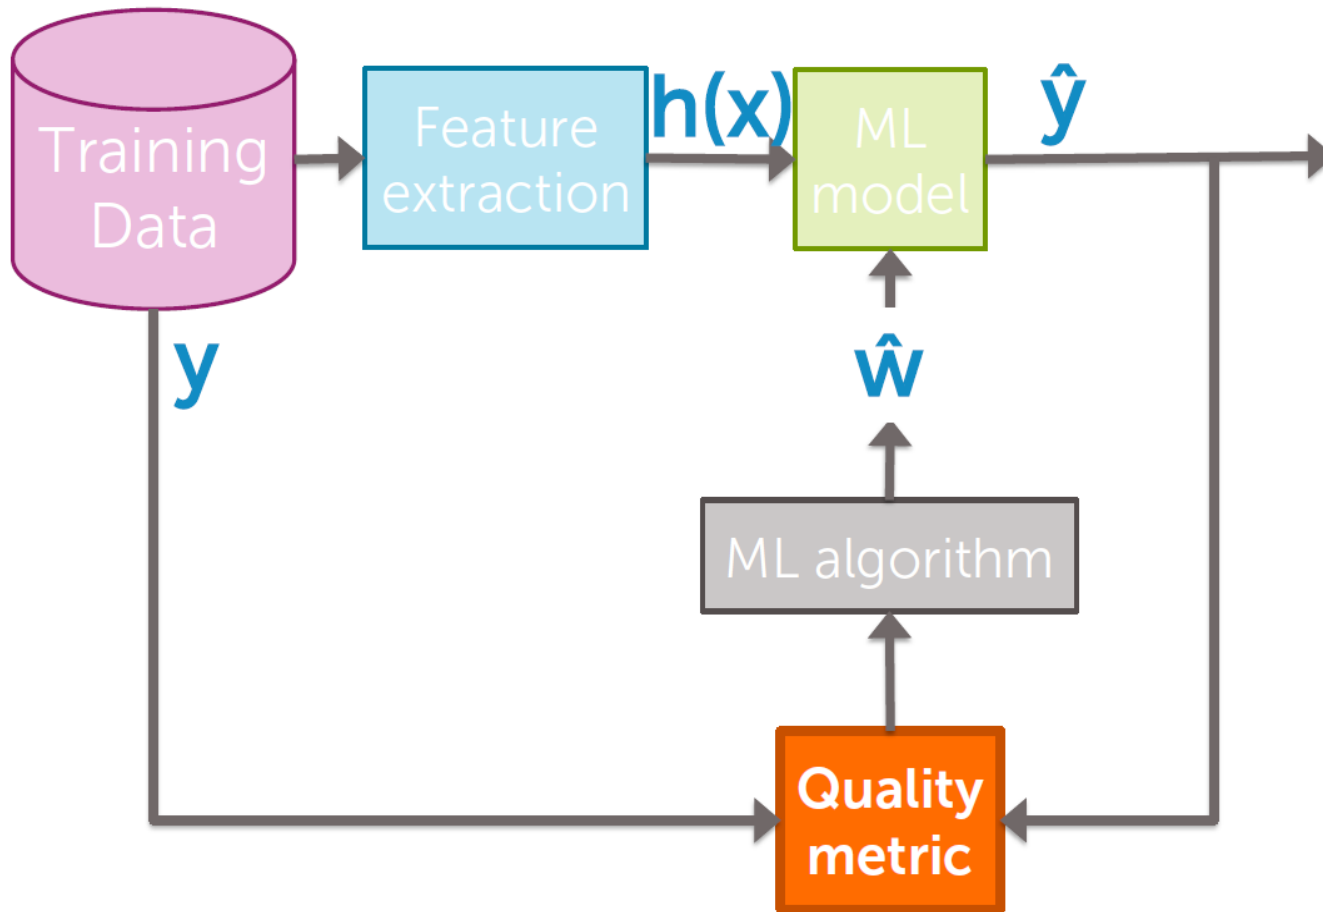 Training
Data
Feature
extraction
h(x)
ML
model
ŷ
y
ŵ
ML algorithm
Quality
metric